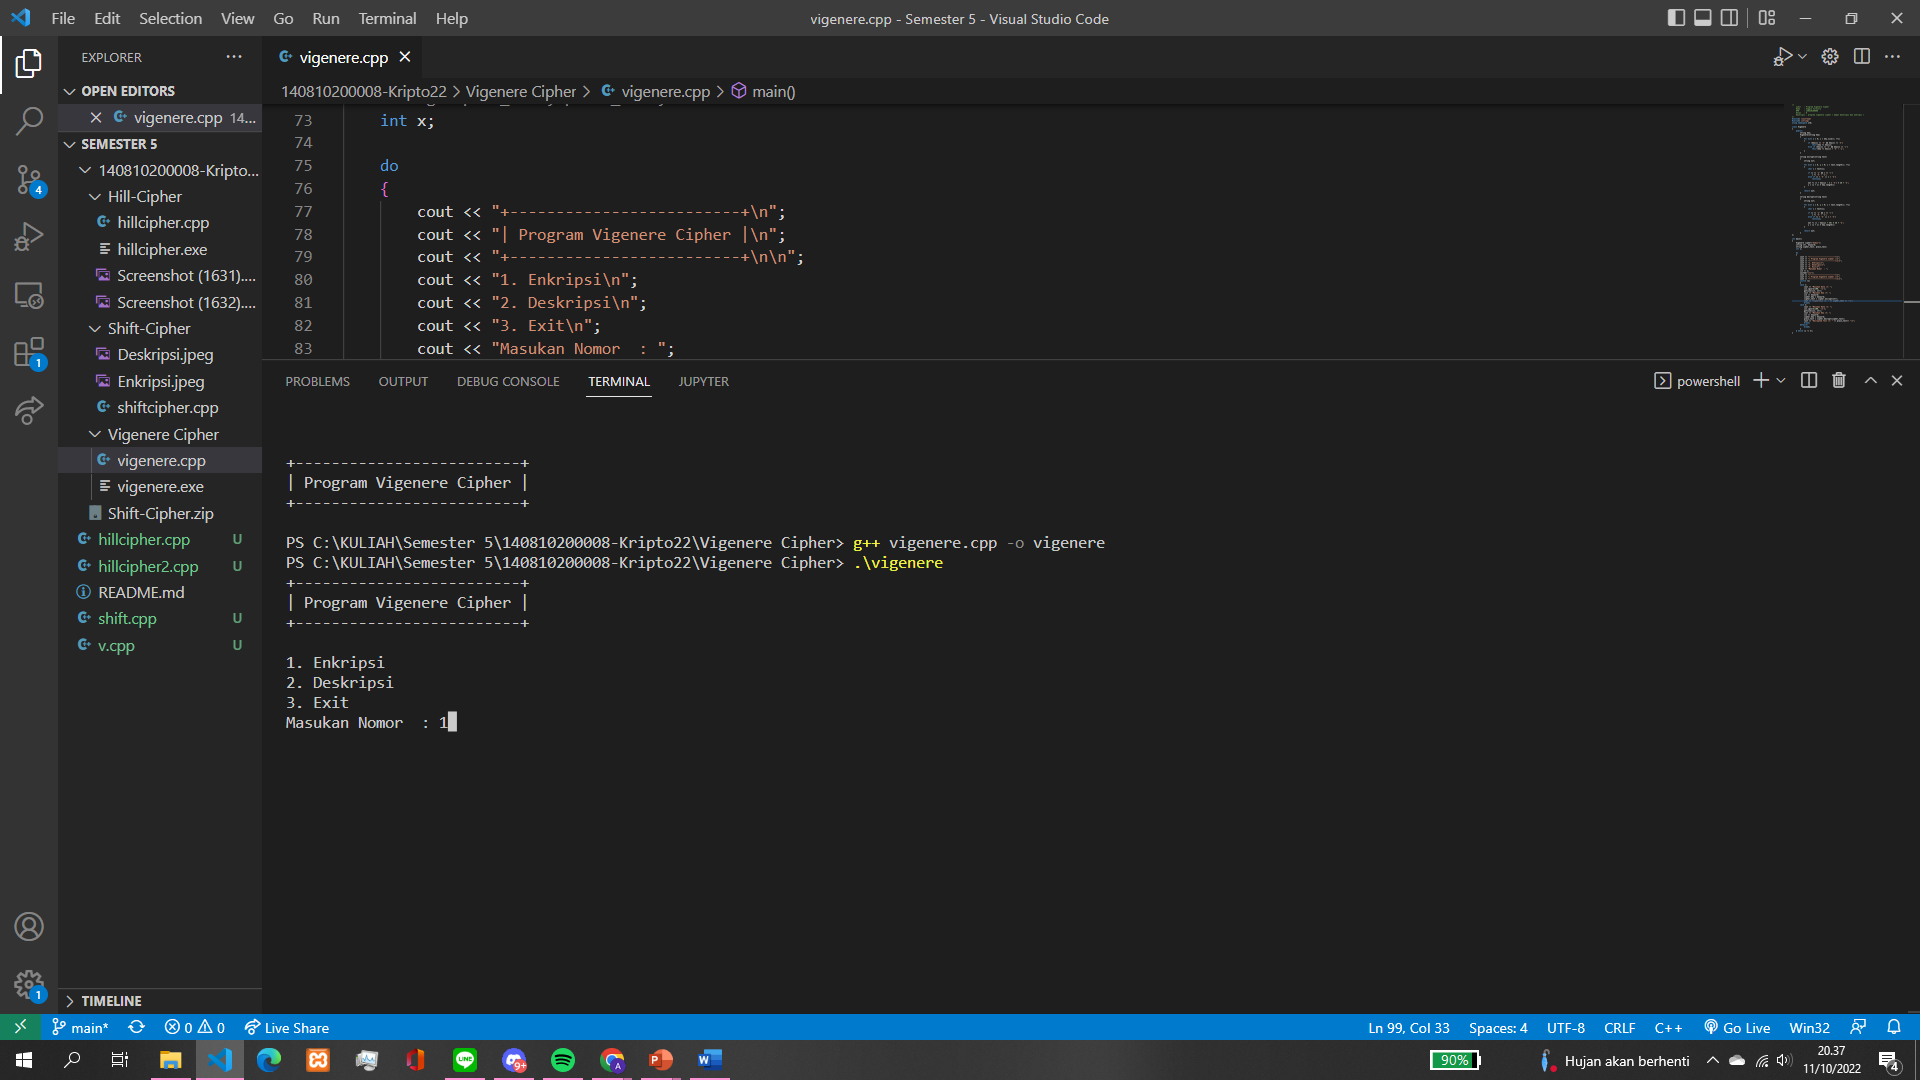 File Edit Selection View Go Run Terminal Help
vigenere.cpp - Semester 5 - Visual Studio Code
EXPLORER
OPEN EDITORS
vigenere.cpp 14...
SEMESTER 5
140810200008-Kripto...
Hill-Cipher
hillcipher.cpp
hillcipher.exe
Screenshot (1631)....
Screenshot (1632)....
Shift-Cipher
Deskripsi.jpeg
Enkripsi.jpeg
shiftcipher.cpp
Vigenere Cipher
vigenere.cpp
vigenere.exe
Shift-Cipher.zip
hillcipher.cpp U
hillcipher2.cpp U
README.md
shift.cpp U
v.cpp U
TIMELINE
4
1
1
vigenere.cpp
140810200008-Kripto22 > Vigenere Cipher > vigenere.cpp > main()
73 int x;
74
75 do
76 {
77 cout << "+-------------------------+\n";
78 cout << "| Program Vigenere Cipher |\n";
79 cout << "+-------------------------+\n\n";
80 cout << "1. Enkripsi\n";
81 cout << "2. Deskripsi\n";
82 cout << "3. Exit\n";
83 cout << "Masukan Nomor  : ";
PROBLEMS OUTPUT DEBUG CONSOLE TERMINAL JUPYTER
powershell
+-------------------------+
| Program Vigenere Cipher |
+-------------------------+
PS C:\KULIAH\Semester 5\140810200008-Kripto22\Vigenere Cipher> g++ vigenere.cpp -o vigenere
PS C:\KULIAH\Semester 5\140810200008-Kripto22\Vigenere Cipher> .\vigenere
+-------------------------+
| Program Vigenere Cipher |
+-------------------------+
1. Enkripsi
2. Deskripsi
3. Exit
Masukan Nomor  : 1
main* 0 0 Live Share
Ln 99, Col 33 Spaces: 4 UTF-8 CRLF C++ Go Live Win32
90% Hujan akan berhenti
20.37
11/10/2022
4